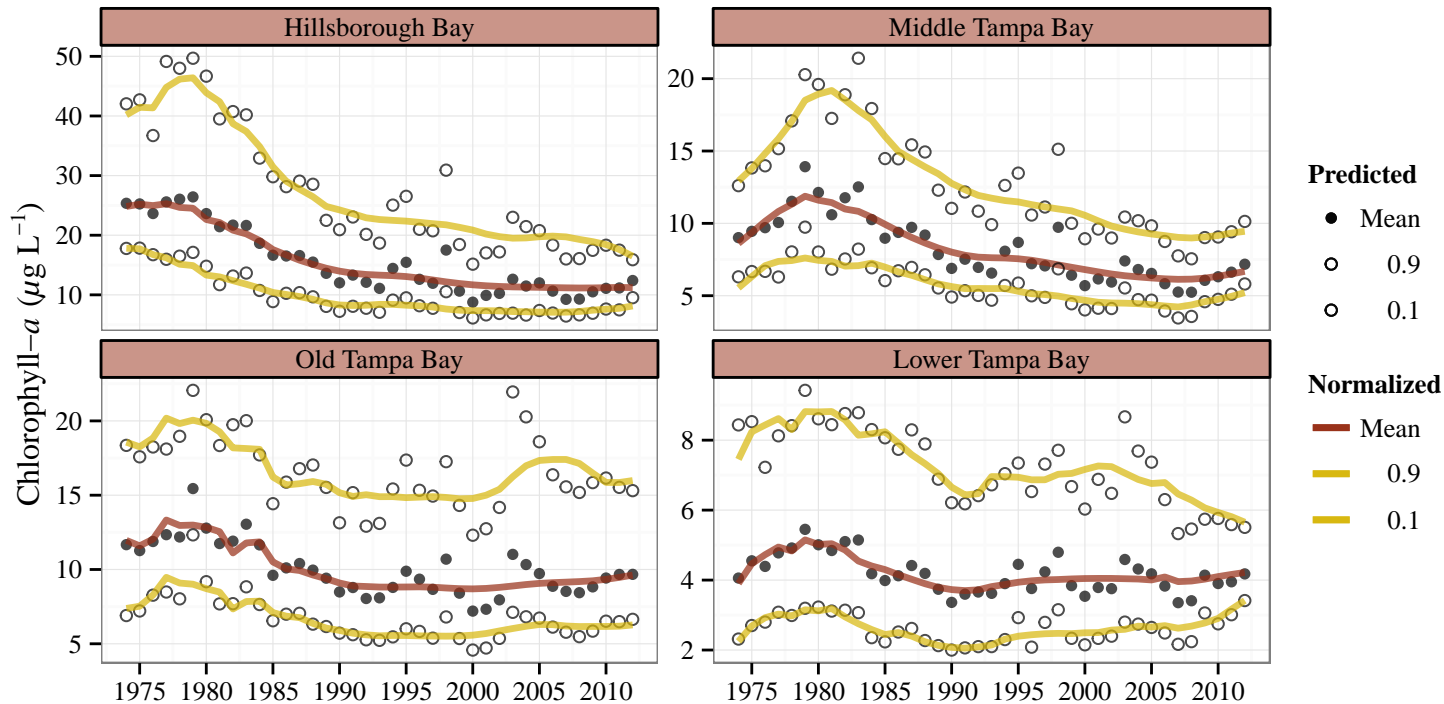 Hillsborough Bay
Middle Tampa Bay
50
40
30
20
10
20
15
10
5
Old Tampa Bay
Lower Tampa Bay
20
15
10
5
8
6
4
2
1975 1980 1985 1990 1995 2000 2005 2010
1975 1980 1985 1990 1995 2000 2005 2010
Chlorophyll−a (μg L⁻¹)
Predicted
Mean
0.9
0.1
Normalized
Mean
0.9
0.1